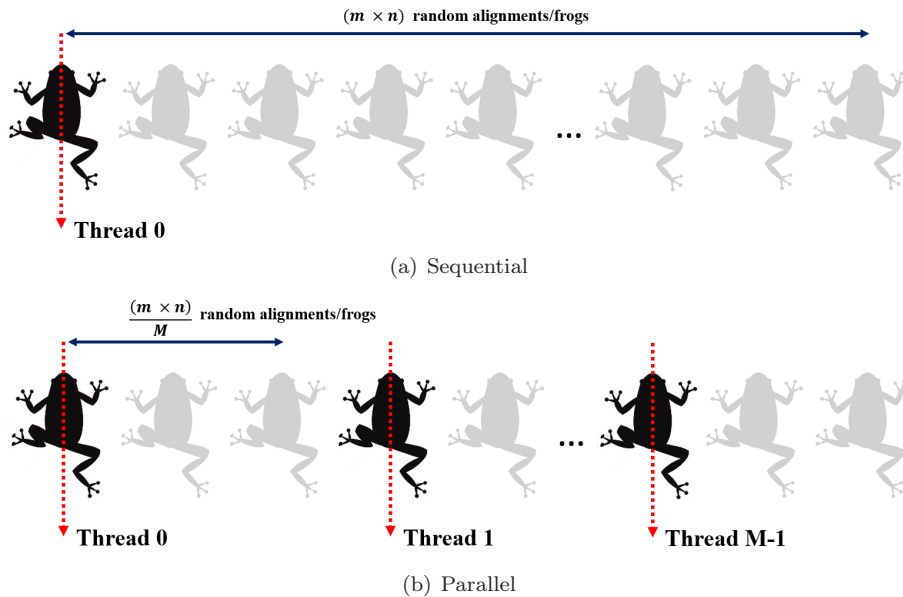 (m × n) random alignments/frogs
...
Thread 0
(a) Sequential
(m × n)/M random alignments/frogs
...
Thread 0 Thread 1 Thread M-1
(b) Parallel